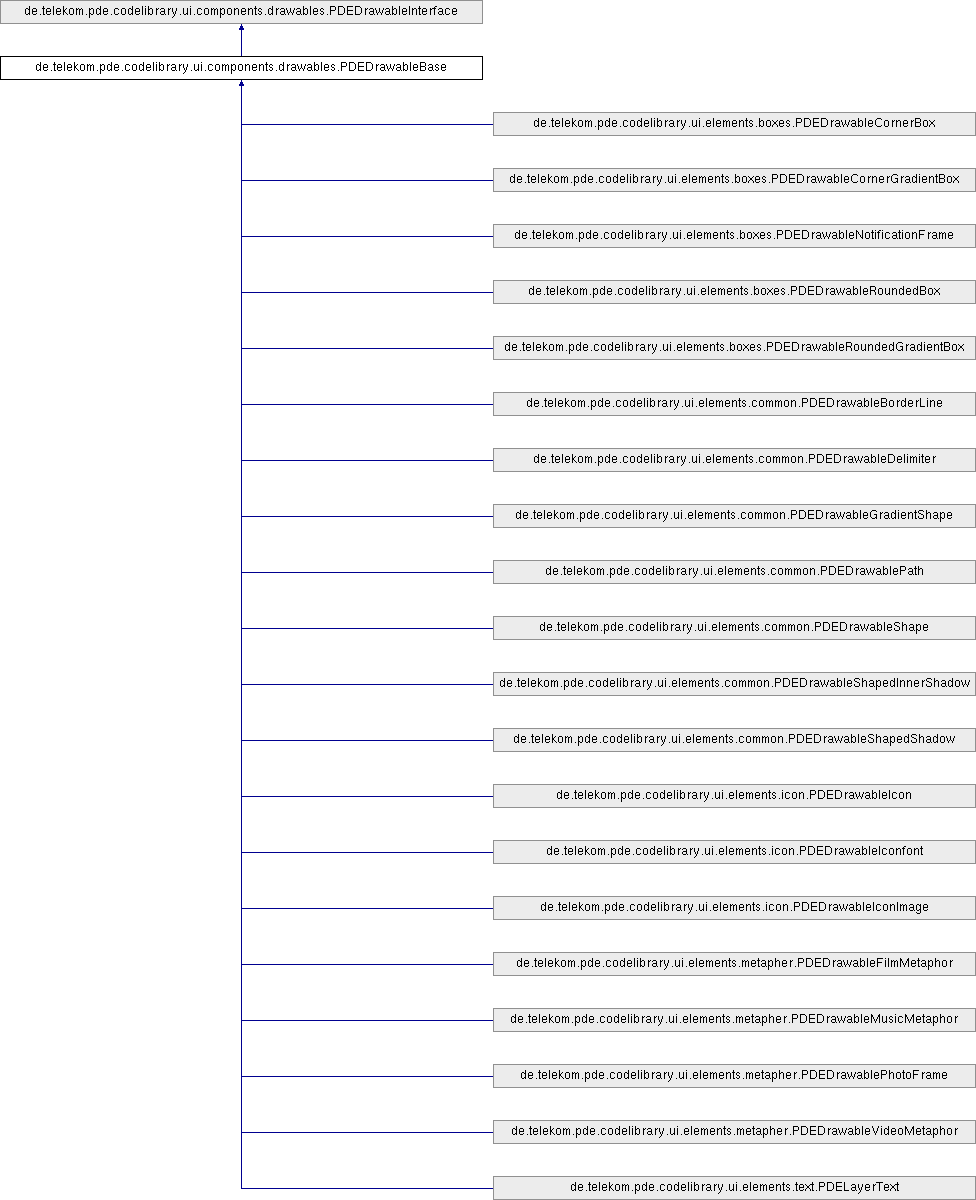 de.telekom.pde.codelibrary.ui.components.drawables.PDEDrawableInterface
de.telekom.pde.codelibrary.ui.components.drawables.PDEDrawableBase
de.telekom.pde.codelibrary.ui.elements.boxes.PDEDrawableCornerBox
de.telekom.pde.codelibrary.ui.elements.boxes.PDEDrawableCornerGradientBox
de.telekom.pde.codelibrary.ui.elements.boxes.PDEDrawableNotificationFrame
de.telekom.pde.codelibrary.ui.elements.boxes.PDEDrawableRoundedBox
de.telekom.pde.codelibrary.ui.elements.boxes.PDEDrawableRoundedGradientBox
de.telekom.pde.codelibrary.ui.elements.common.PDEDrawableBorderLine
de.telekom.pde.codelibrary.ui.elements.common.PDEDrawableDelimiter
de.telekom.pde.codelibrary.ui.elements.common.PDEDrawableGradientShape
de.telekom.pde.codelibrary.ui.elements.common.PDEDrawablePath
de.telekom.pde.codelibrary.ui.elements.common.PDEDrawableShape
de.telekom.pde.codelibrary.ui.elements.common.PDEDrawableShapedInnerShadow
de.telekom.pde.codelibrary.ui.elements.common.PDEDrawableShapedShadow
de.telekom.pde.codelibrary.ui.elements.icon.PDEDrawableIcon
de.telekom.pde.codelibrary.ui.elements.icon.PDEDrawableIconfont
de.telekom.pde.codelibrary.ui.elements.icon.PDEDrawableIconImage
de.telekom.pde.codelibrary.ui.elements.metapher.PDEDrawableFilmMetaphor
de.telekom.pde.codelibrary.ui.elements.metapher.PDEDrawableMusicMetaphor
de.telekom.pde.codelibrary.ui.elements.metapher.PDEDrawablePhotoFrame
de.telekom.pde.codelibrary.ui.elements.metapher.PDEDrawableVideoMetaphor
de.telekom.pde.codelibrary.ui.elements.text.PDELayerText